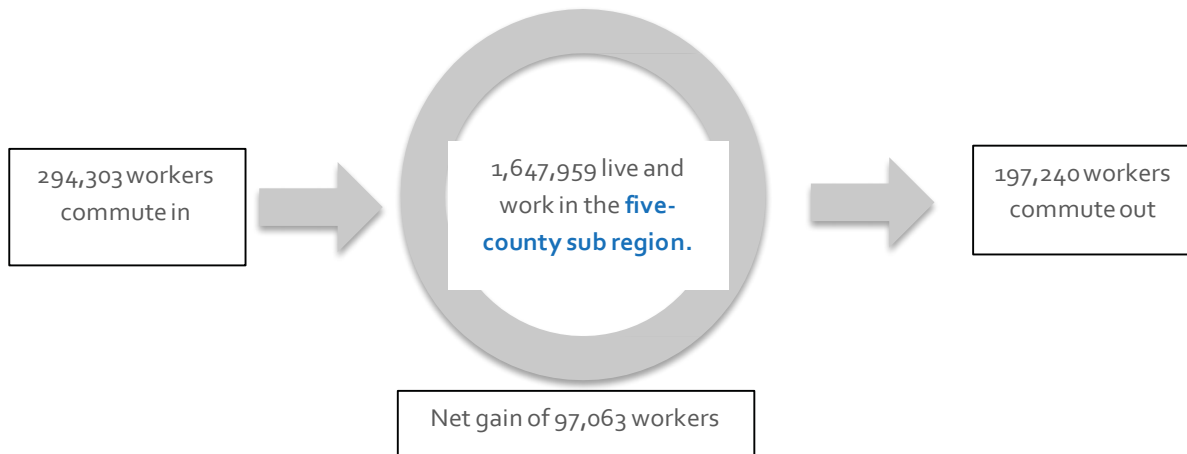 294,303 workers
commute in
1,647,959 live and
work in the five-
county sub region.
197,240 workers
commute out
Net gain of 97,063 workers